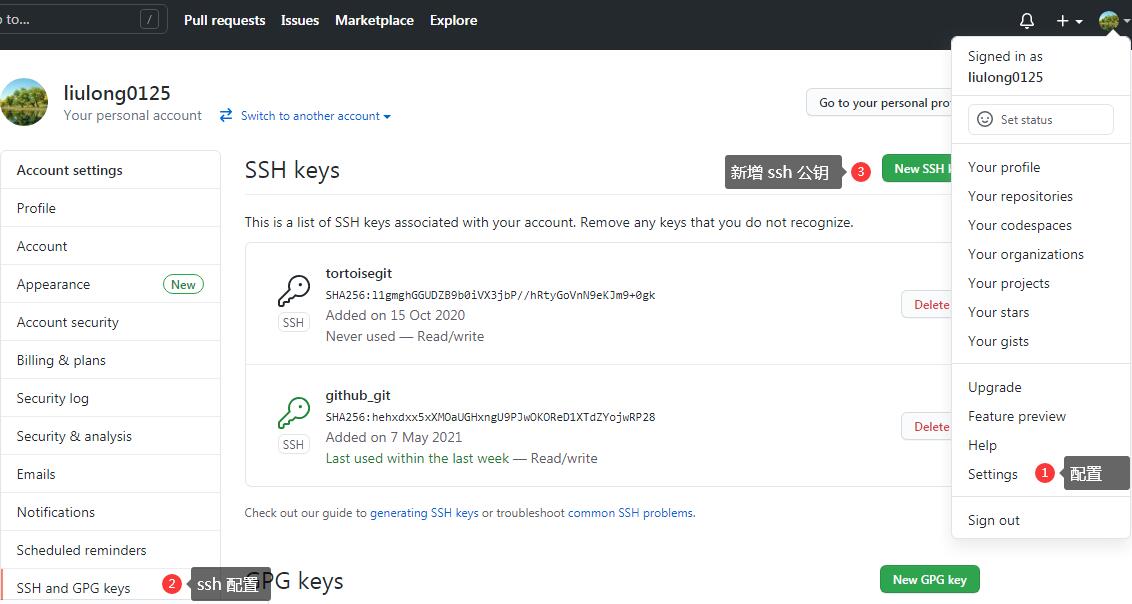 to...
/
Pull requests Issues Marketplace Explore
liulong0125
Your personal account
Switch to another account
Go to your personal pro
Signed in as
liulong0125
Set status
Your profile
Your repositories
Your codespaces
Your organizations
Your projects
Your stars
Your gists
Upgrade
Feature preview
Help
Settings
1 配置
Sign out
Account settings
Profile
Account
Appearance New
Account security
Billing & plans
Security log
Security & analysis
Emails
Notifications
Scheduled reminders
SSH and GPG keys
2 ssh 配置
SSH keys
新增 ssh 公钥 3
New SSH
This is a list of SSH keys associated with your account. Remove any keys that you do not recognize.
tortoisegit
SHA256:l1gmghGGUDZB9b0iVX3jbP//hRtyGoVnN9eKJm9+0gk
Added on 15 Oct 2020
Never used — Read/write
SSH
Delete
github_git
SHA256:hehxdxx5xXMOaUGHxngU9PJwOKOReD1XTdZYojwRP28
Added on 7 May 2021
Last used within the last week — Read/write
SSH
Delete
Check out our guide to generating SSH keys or troubleshoot common SSH problems.
GPG keys
New GPG key